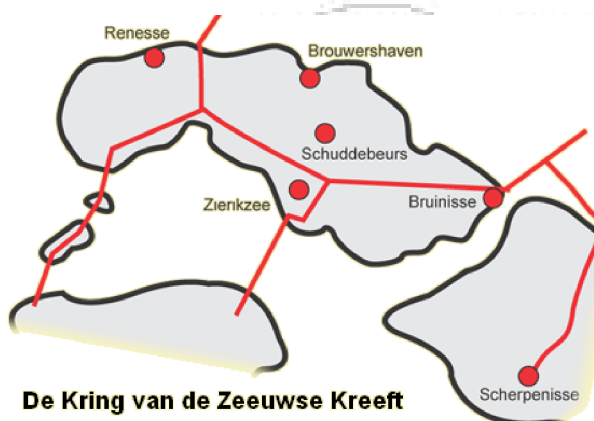 Renesse
Brouwershaven
Schuddebeurs
Zierikzee
Bruinisse
Scherpenisse
De Kring van de Zeeuwse Kreeft